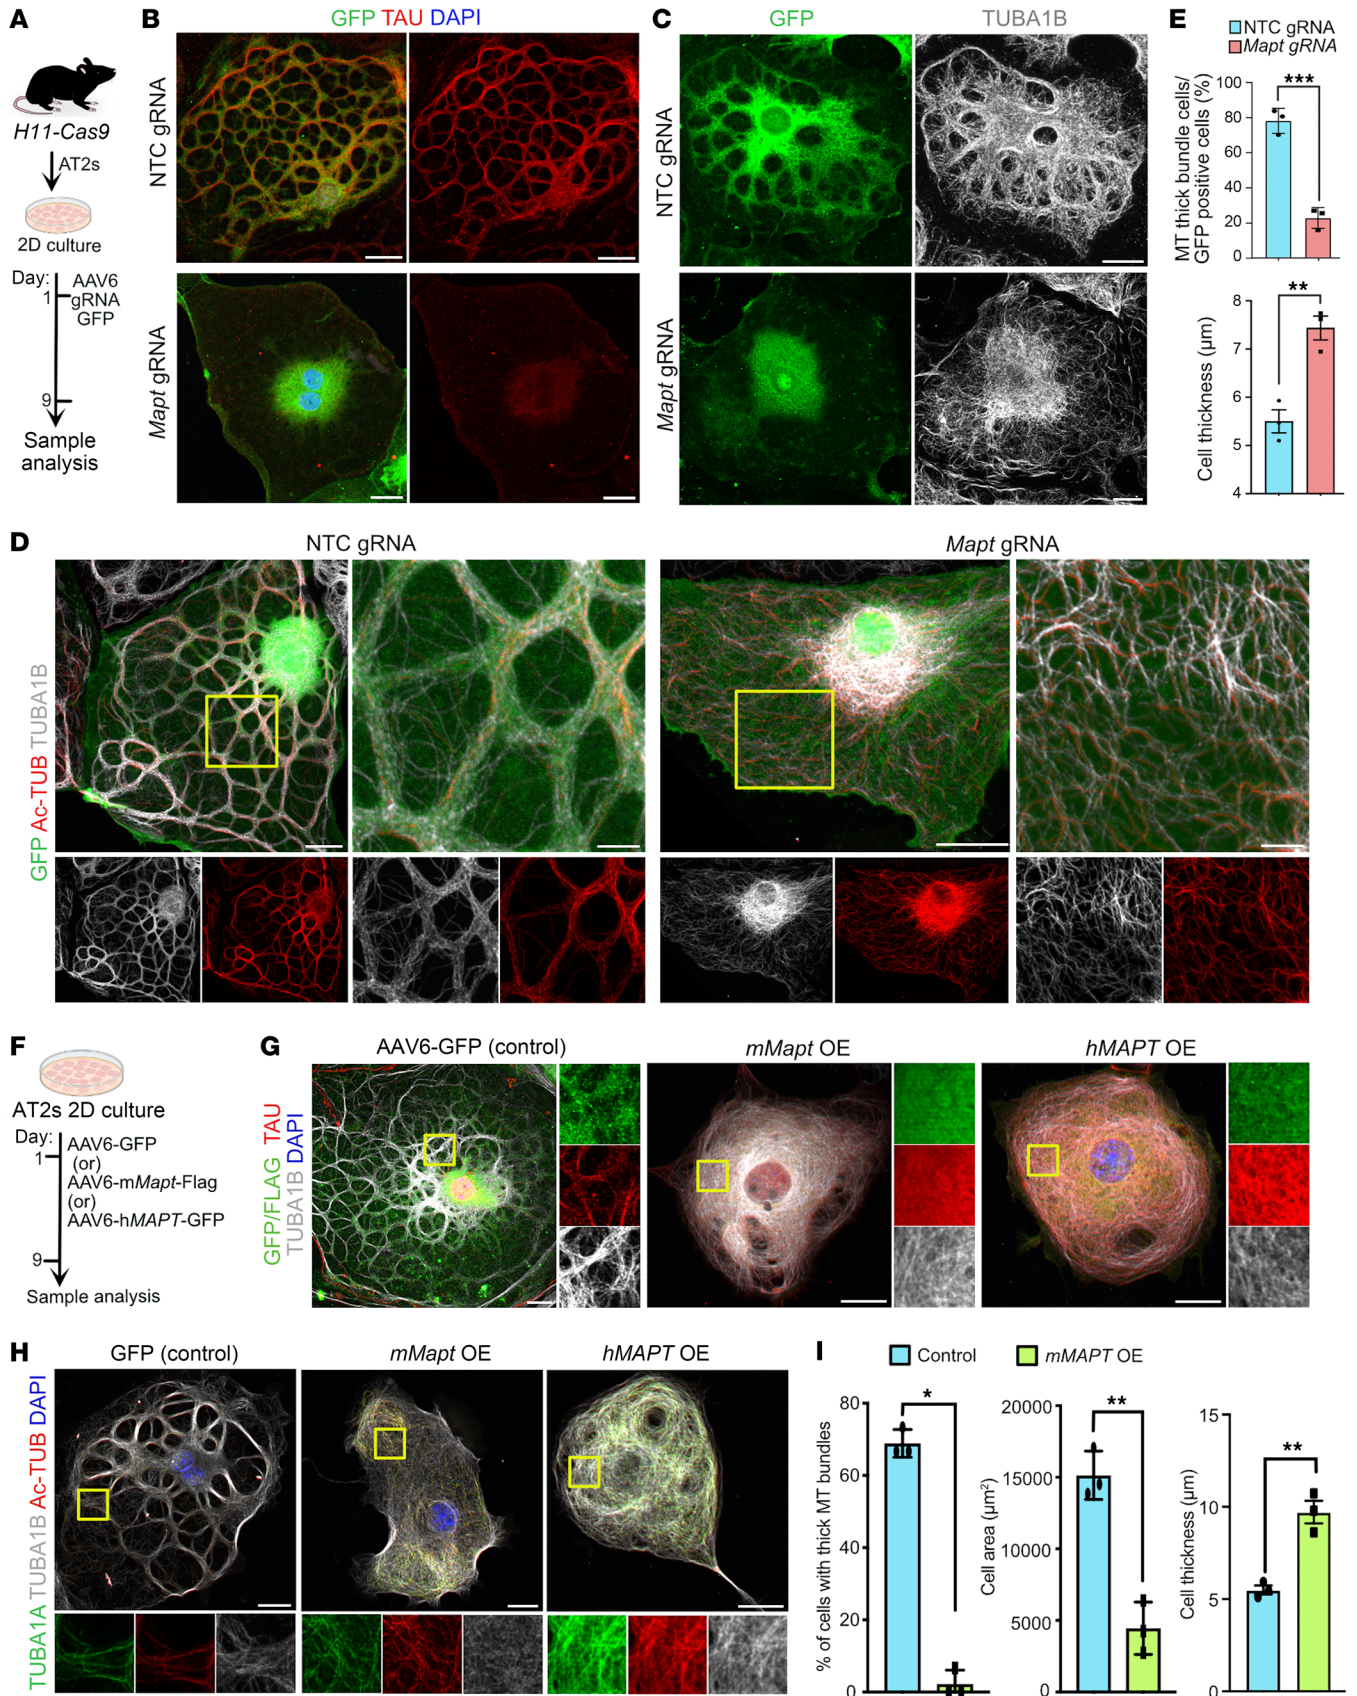 A
H11-Cas9
AT2s
2D culture
Day:
1
AAV6
gRNA
GFP
9
Sample
analysis
B
GFP TAU DAPI
NTC gRNA
Mapt gRNA
C
GFP
TUBA1B
NTC gRNA
Mapt gRNA
E
NTC gRNA
Mapt gRNA
MT thick bundle cells/
GFP positive cells (%)
100
80
60
40
20
0
***
Cell thickness (µm)
8
7
6
5
4
**
D
NTC gRNA
Mapt gRNA
GFP Ac-TUB TUBA1B
F
AT2s 2D culture
Day:
1
AAV6-GFP
(or)
AAV6-mMapt-Flag
(or)
AAV6-hMAPT-GFP
9
Sample analysis
G
AAV6-GFP (control)
mMapt OE
hMAPT OE
GFP/FLAG TAU
TUBA1B DAPI
H
GFP (control)
mMapt OE
hMAPT OE
TUBA1A TUBA1B Ac-TUB DAPI
I
Control
mMAPT OE
% of cells with thick MT bundles
80
60
40
20
0
*
Cell area (µm²)
20000
15000
10000
5000
0
**
Cell thickness (µm)
15
10
5
0
**